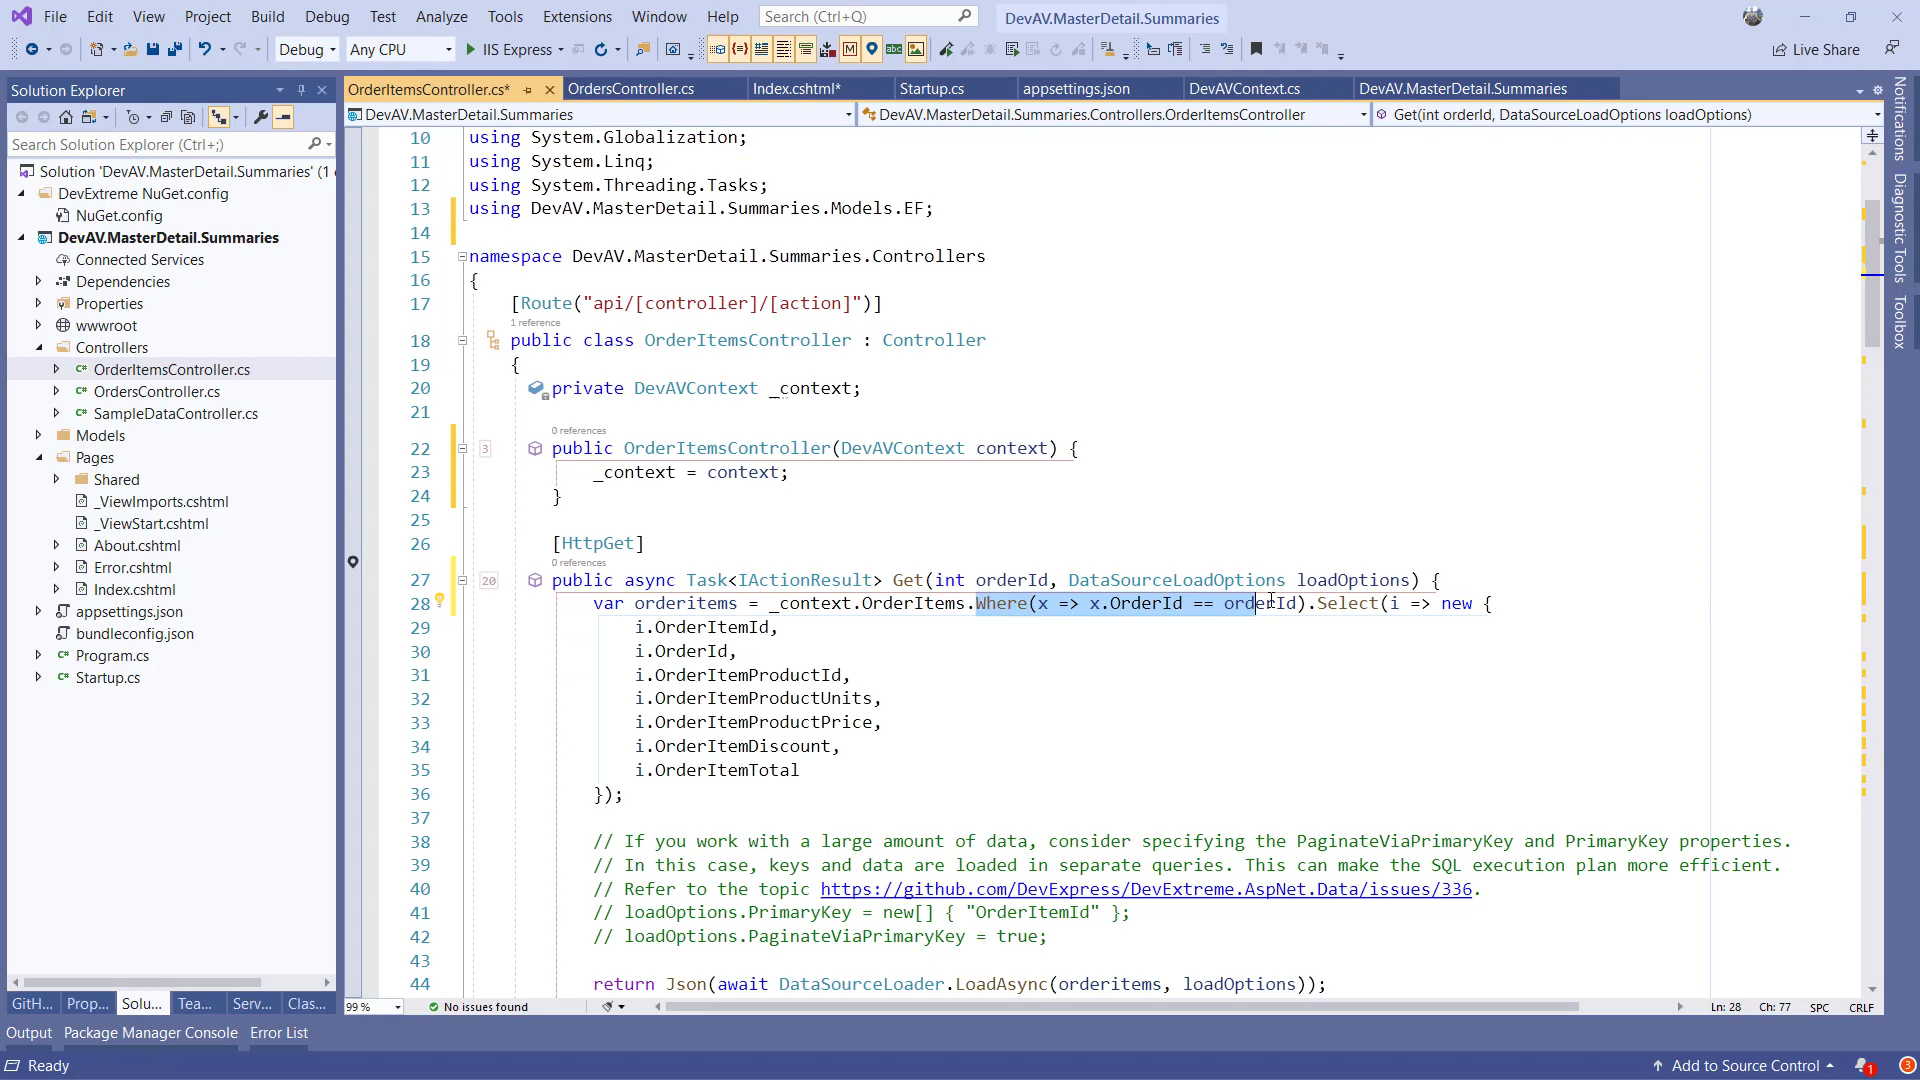 File Edit View Project Build Debug Test Analyze Tools Extensions Window Help Search (Ctrl+Q) DevAV.MasterDetail.Summaries
Debug Any CPU IIS Express Live Share
Solution Explorer
Search Solution Explorer (Ctrl+;)
Solution 'DevAV.MasterDetail.Summaries' (1
DevExtreme NuGet.config
NuGet.config
DevAV.MasterDetail.Summaries
Connected Services
Dependencies
Properties
wwwroot
Controllers
OrderItemsController.cs
OrdersController.cs
SampleDataController.cs
Models
Pages
Shared
_ViewImports.cshtml
_ViewStart.cshtml
About.cshtml
Error.cshtml
Index.cshtml
appsettings.json
bundleconfig.json
Program.cs
Startup.cs
GitH... Prop... Solu... Tea... Serv... Clas...
OrderItemsController.cs* OrdersController.cs Index.cshtml* Startup.cs appsettings.json DevAVContext.cs DevAV.MasterDetail.Summaries
DevAV.MasterDetail.Summaries DevAV.MasterDetail.Summaries.Controllers.OrderItemsController Get(int orderId, DataSourceLoadOptions loadOptions)
10 using System.Globalization;
11 using System.Linq;
12 using System.Threading.Tasks;
13 using DevAV.MasterDetail.Summaries.Models.EF;
14
15 namespace DevAV.MasterDetail.Summaries.Controllers
16 {
17 [Route("api/[controller]/[action]")]
1 reference
18 public class OrderItemsController : Controller
19 {
20 private DevAVContext _context;
21
0 references
22 3 public OrderItemsController(DevAVContext context) {
23 _context = context;
24 }
25
26 [HttpGet]
0 references
27 20 public async Task<IActionResult> Get(int orderId, DataSourceLoadOptions loadOptions) {
28 var orderitems = _context.OrderItems.Where(x => x.OrderId == orderId).Select(i => new {
29 i.OrderItemId,
30 i.OrderId,
31 i.OrderItemProductId,
32 i.OrderItemProductUnits,
33 i.OrderItemProductPrice,
34 i.OrderItemDiscount,
35 i.OrderItemTotal
36 });
37
38 // If you work with a large amount of data, consider specifying the PaginateViaPrimaryKey and PrimaryKey properties.
39 // In this case, keys and data are loaded in separate queries. This can make the SQL execution plan more efficient.
40 // Refer to the topic https://github.com/DevExpress/DevExtreme.AspNet.Data/issues/336.
41 // loadOptions.PrimaryKey = new[] { "OrderItemId" };
42 // loadOptions.PaginateViaPrimaryKey = true;
43
44 return Json(await DataSourceLoader.LoadAsync(orderitems, loadOptions));
99 % No issues found Ln: 28 Ch: 77 SPC CRLF
Notifications
Diagnostic Tools
Toolbox
Output Package Manager Console Error List
Ready Add to Source Control 1 3